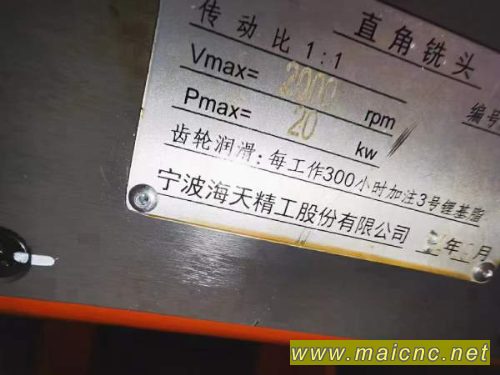 直角铣头
传动比 1:1
编号
Vmax= 2000 rpm
Pmax= 20 kw
齿轮润滑:每工作300小时加注3号锂基脂
宁波海天精工股份有限公司 年 月
www.maicnc.net